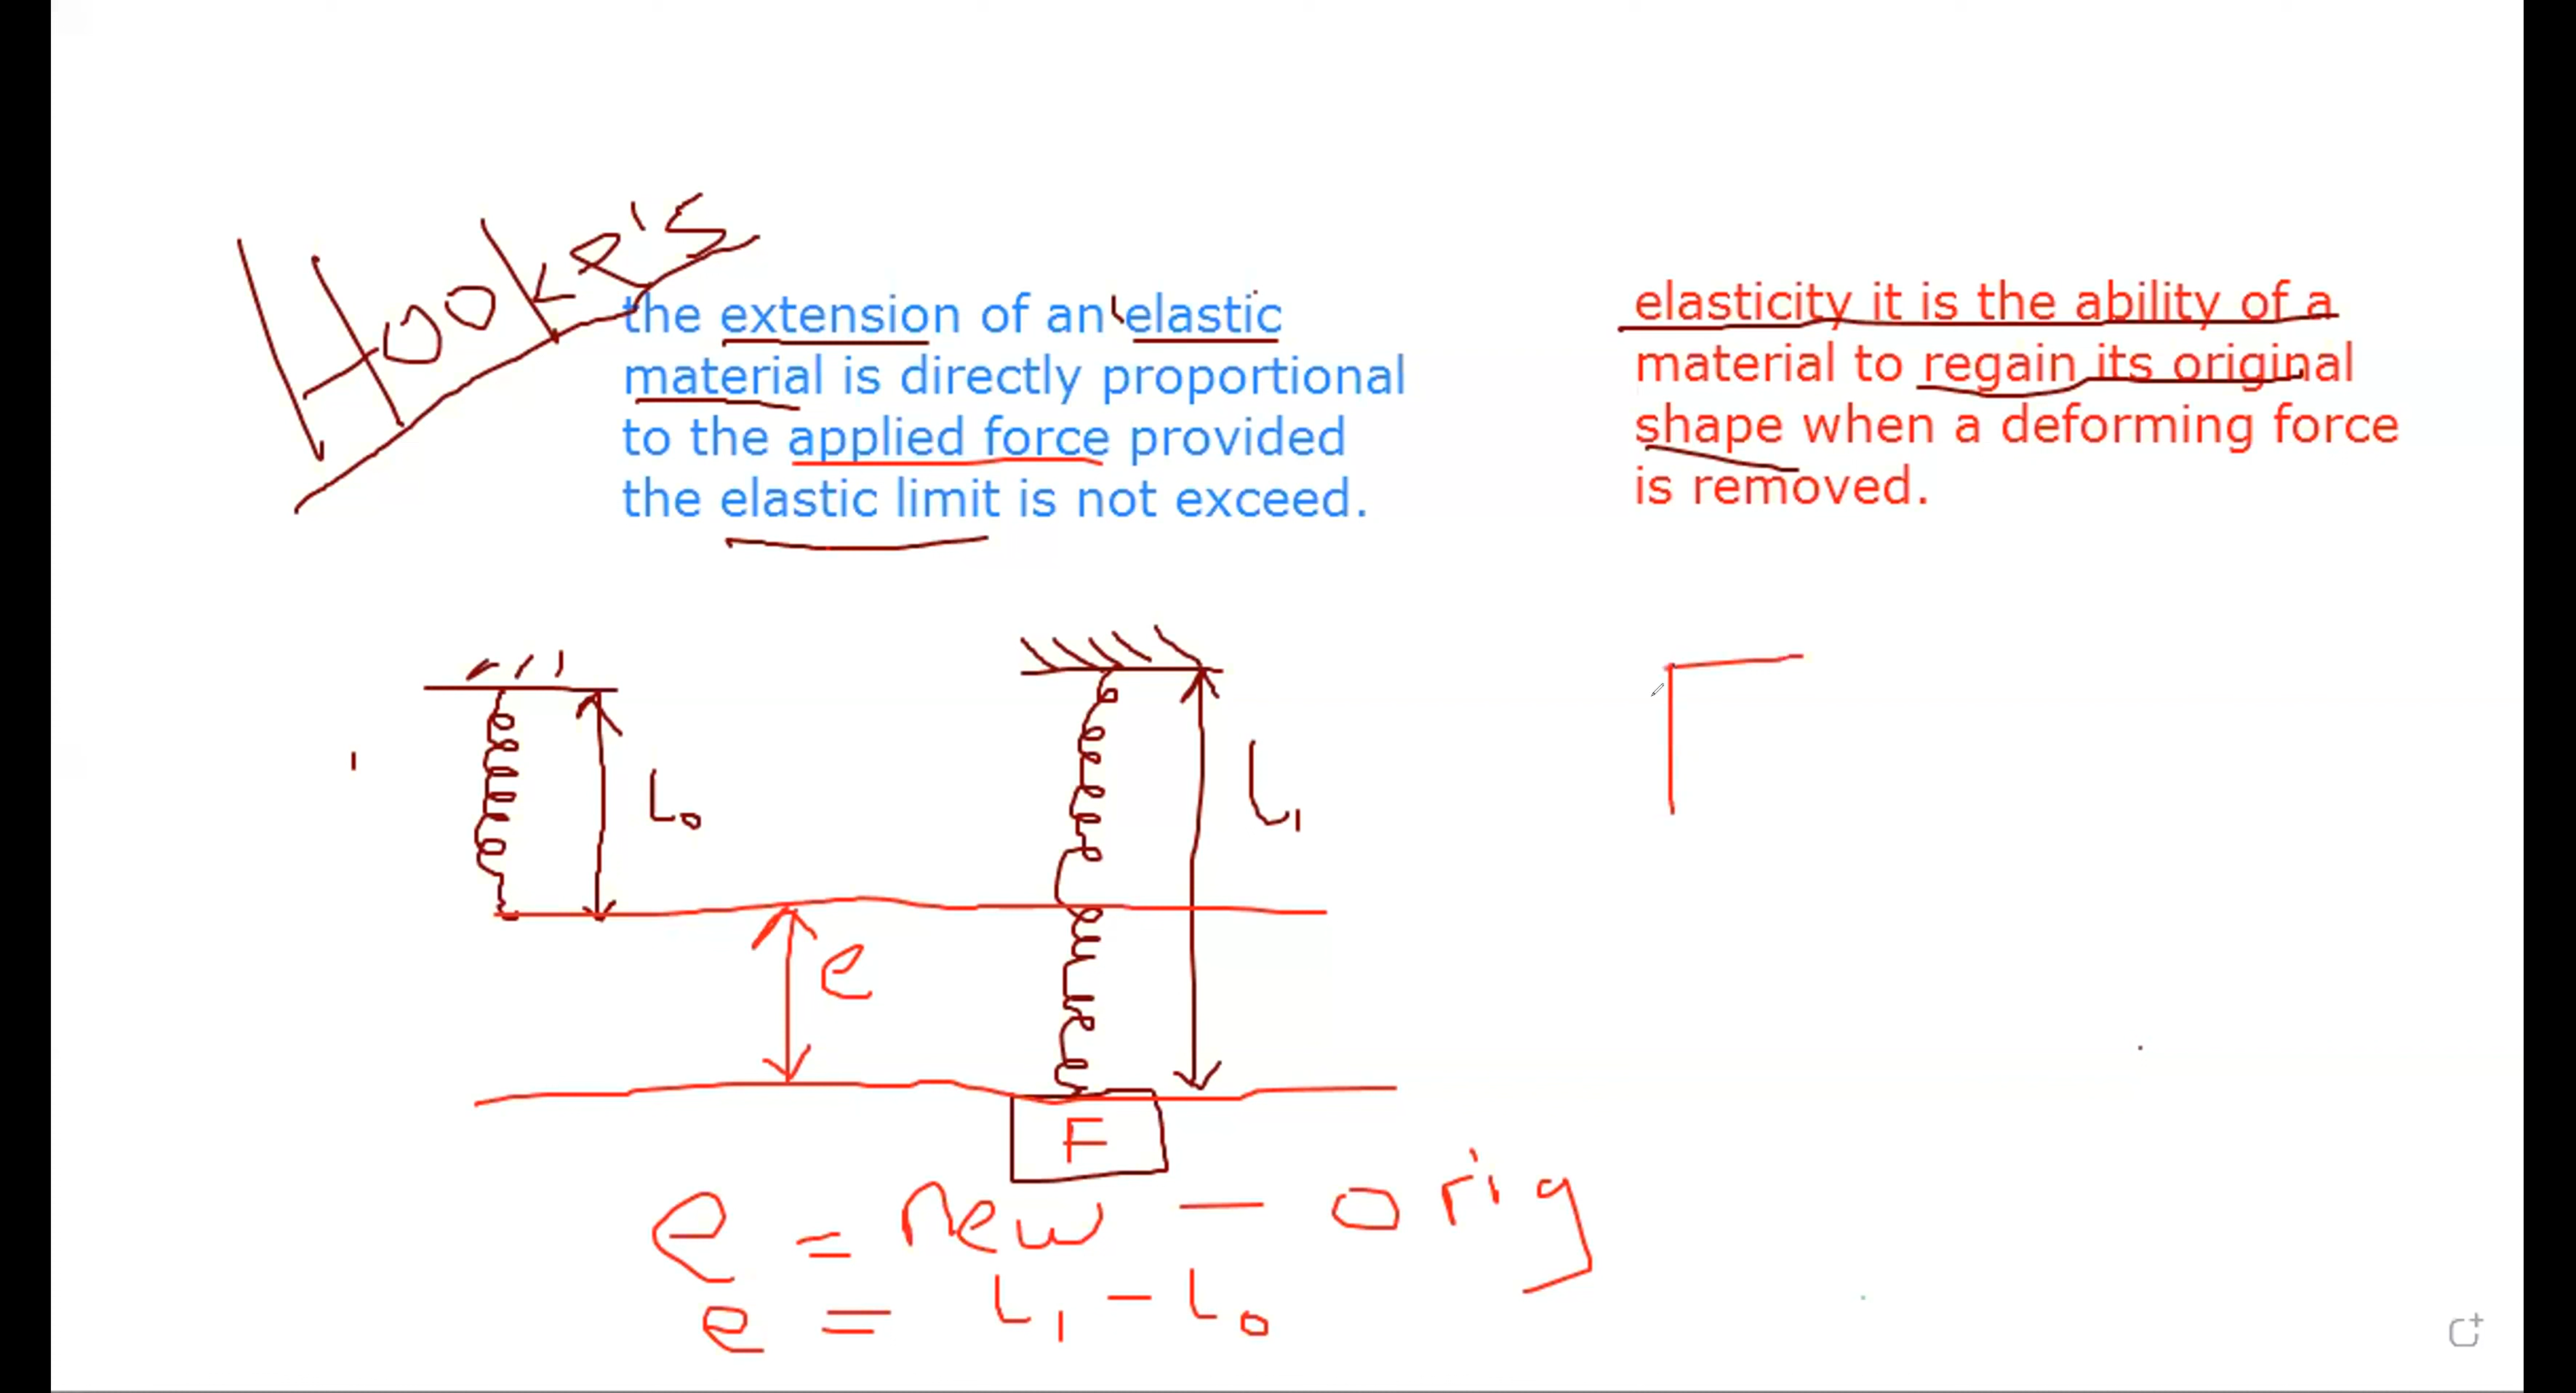 Hooke's
the extension of an elastic
material is directly proportional
to the applied force provided
the elastic limit is not exceed.
elasticity it is the ability of a
material to regain its original
shape when a deforming force
is removed.
L₀
L₁
e
F
e = new - orig
e = L₁ - L₀